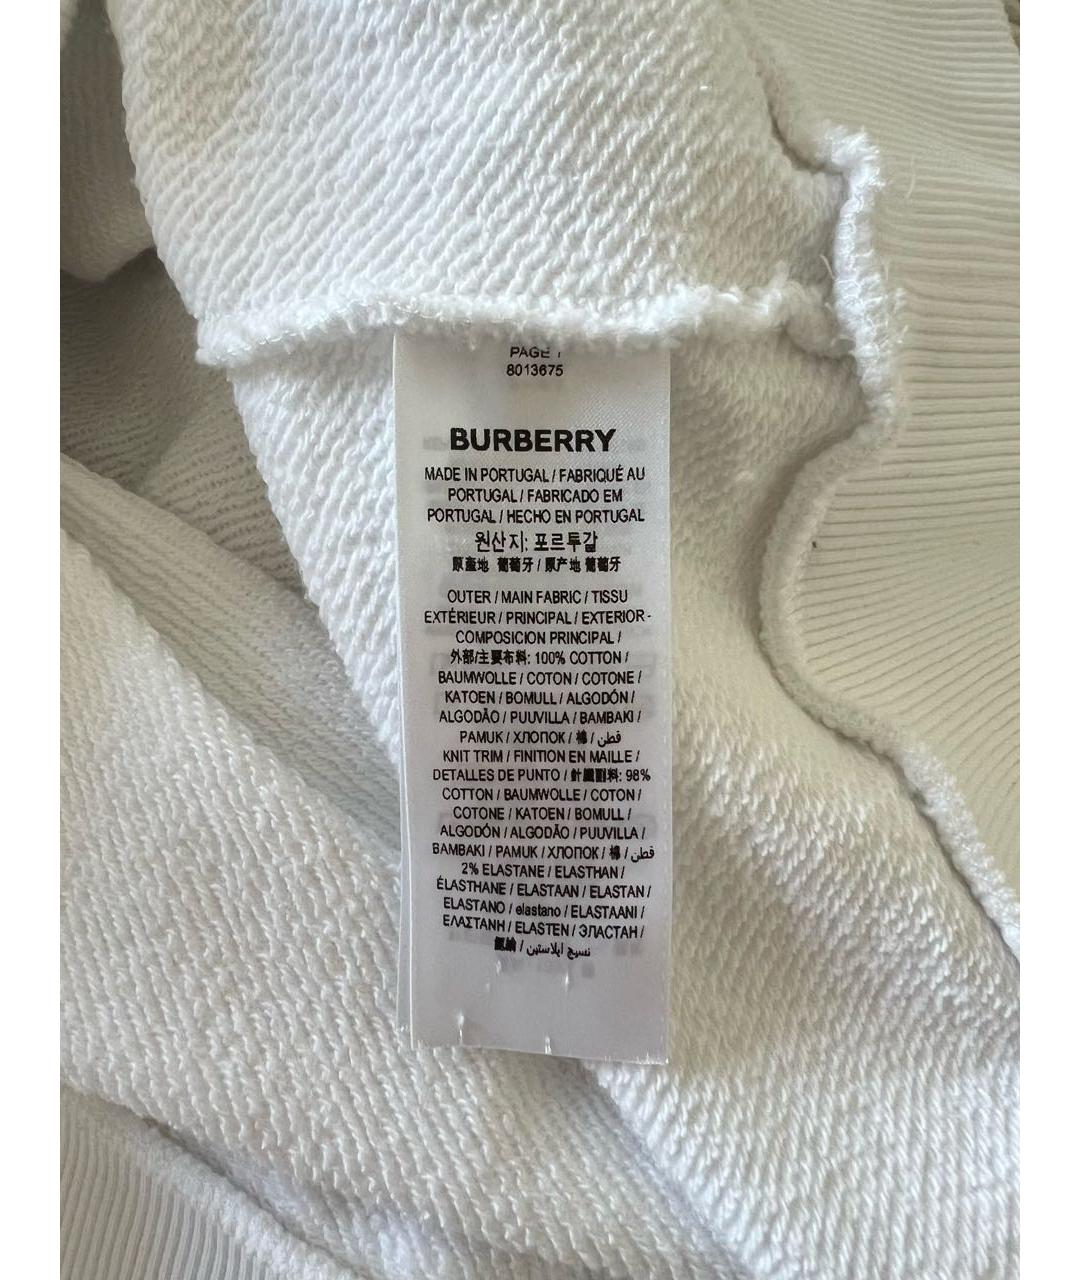 PAGE 1
8013675
BURBERRY
MADE IN PORTUGAL / FABRIQUÉ AU
PORTUGAL / FABRICADO EM
PORTUGAL / HECHO EN PORTUGAL
원산지: 포르투갈
原產地 葡萄牙 / 原产地 葡萄牙
OUTER / MAIN FABRIC / TISSU
EXTÉRIEUR / PRINCIPAL / EXTERIOR -
COMPOSICION PRINCIPAL /
外部/主要布料: 100% COTTON /
BAUMWOLLE / COTON / COTONE /
KATOEN / BOMULL / ALGODÓN /
ALGODÃO / PUUVILLA / BAMBAKI /
PAMUK / ХЛОПОК / 棉 / قطن
KNIT TRIM / FINITION EN MAILLE /
DETALLES DE PUNTO / 針織副料: 98%
COTTON / BAUMWOLLE / COTON /
COTONE / KATOEN / BOMULL /
ALGODÓN / ALGODÃO / PUUVILLA /
BAMBAKI / PAMUK / ХЛОПОК / 棉 / قطن
2% ELASTANE / ELASTHAN /
ÉLASTHANE / ELASTAAN / ELASTAN /
ELASTANO / elastano / ELASTAANI /
ΕΛΑΣΤΑΝΗ / ELASTEN / ЭЛАСТАН /
/ نسيج ايلاستين